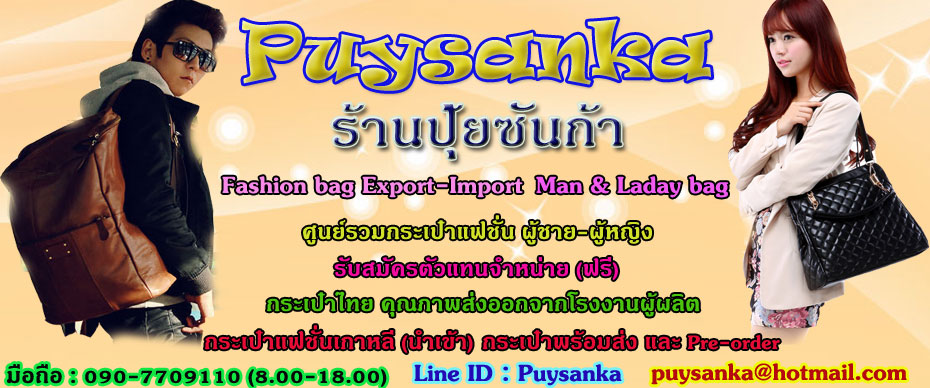 Puysanka
ร้านปุ้ยซันก้า
Fashion bag Export-Import Man & Laday bag
ศูนย์รวมกระเป๋าแฟชั่น ผู้ชาย-ผู้หญิง
รับสมัครตัวแทนจำหน่าย (ฟรี)
กระเป๋าไทย คุณภาพส่งออกจากโรงงานผู้ผลิต
กระเป๋าแฟชั่นเกาหลี (นำเข้า) กระเป๋าพร้อมส่ง และ Pre-order
มือถือ : 090-7709110 (8.00-18.00) Line ID : Puysanka puysanka@hotmail.com